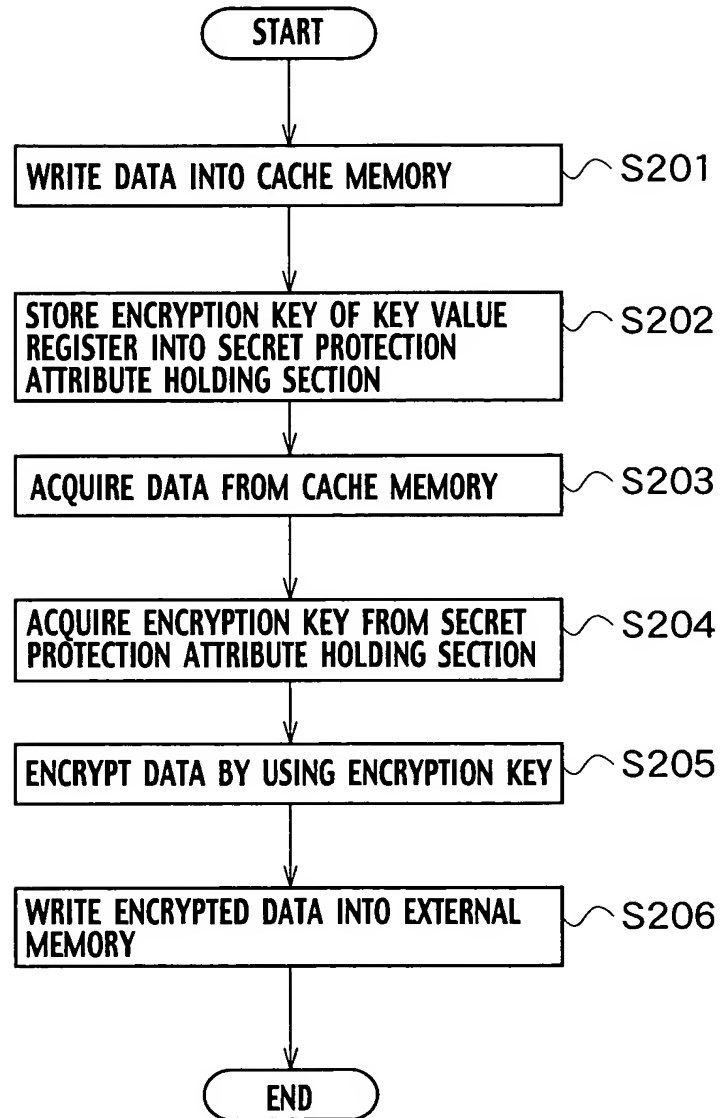 START
WRITE DATA INTO CACHE MEMORY
S201
STORE ENCRYPTION KEY OF KEY VALUE
REGISTER INTO SECRET PROTECTION
ATTRIBUTE HOLDING SECTION
S202
ACQUIRE DATA FROM CACHE MEMORY
S203
ACQUIRE ENCRYPTION KEY FROM SECRET
PROTECTION ATTRIBUTE HOLDING SECTION
S204
ENCRYPT DATA BY USING ENCRYPTION KEY
S205
WRITE ENCRYPTED DATA INTO EXTERNAL
MEMORY
S206
END